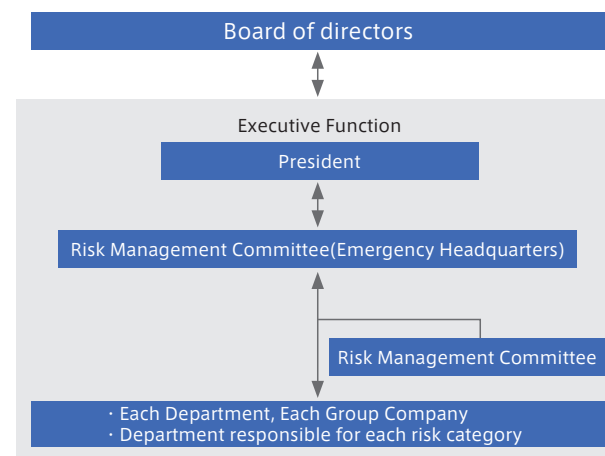 Board of directors
Executive Function
President
Risk Management Committee(Emergency Headquarters)
Risk Management Committee
· Each Department, Each Group Company
· Department responsible for each risk category